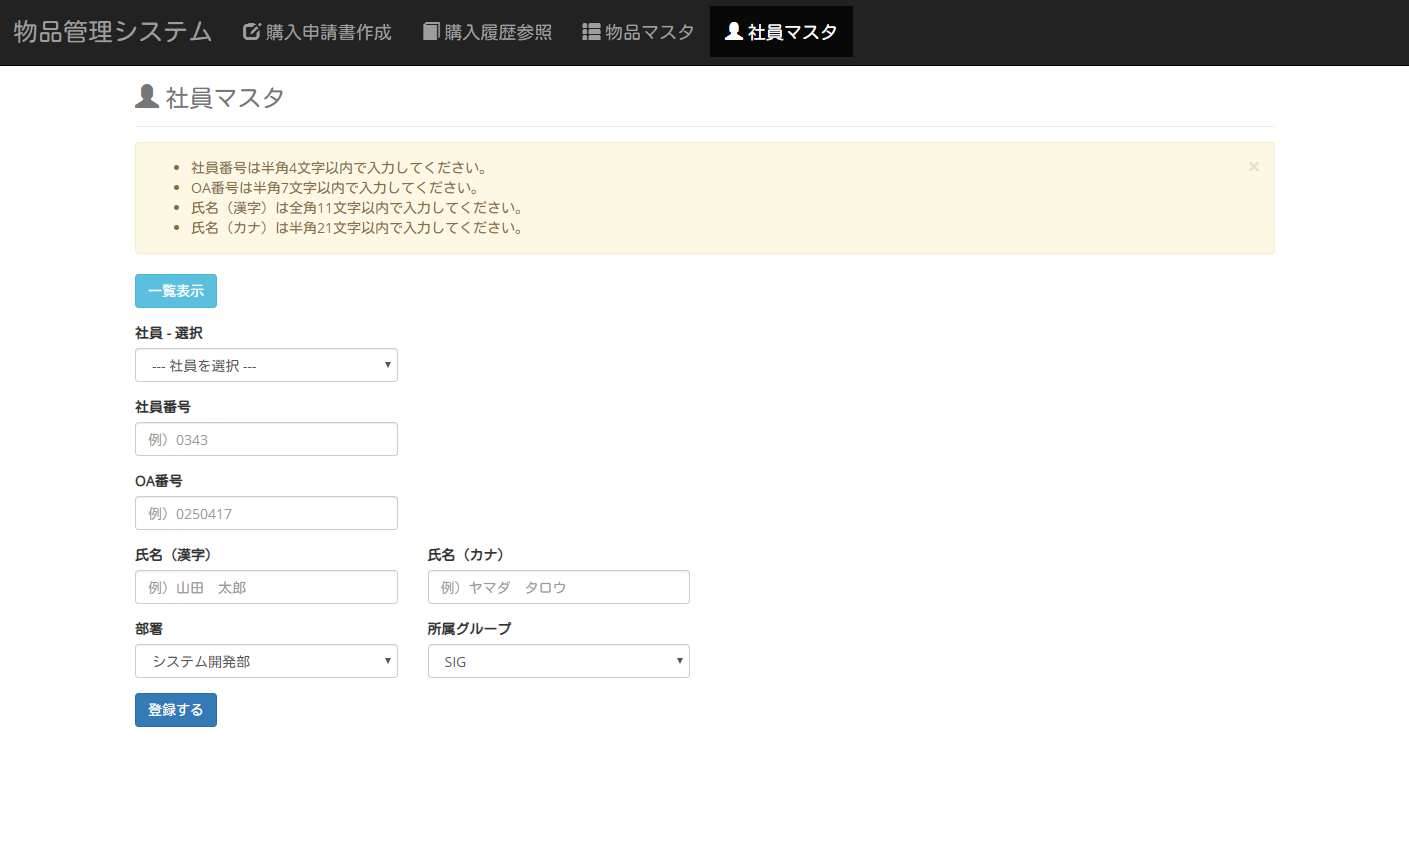 物品管理システム 購入申請書作成 購入履歴参照 物品マスタ 社員マスタ
社員マスタ
社員番号は半角4文字以内で入力してください。
OA番号は半角7文字以内で入力してください。
氏名（漢字）は全角11文字以内で入力してください。
氏名（カナ）は半角21文字以内で入力してください。
×
一覧表示
社員 - 選択
--- 社員を選択 ---
社員番号
例）0343
OA番号
例）0250417
氏名（漢字） 氏名（カナ）
例）山田　太郎 例）ヤマダ　タロウ
部署 所属グループ
システム開発部 SIG
登録する